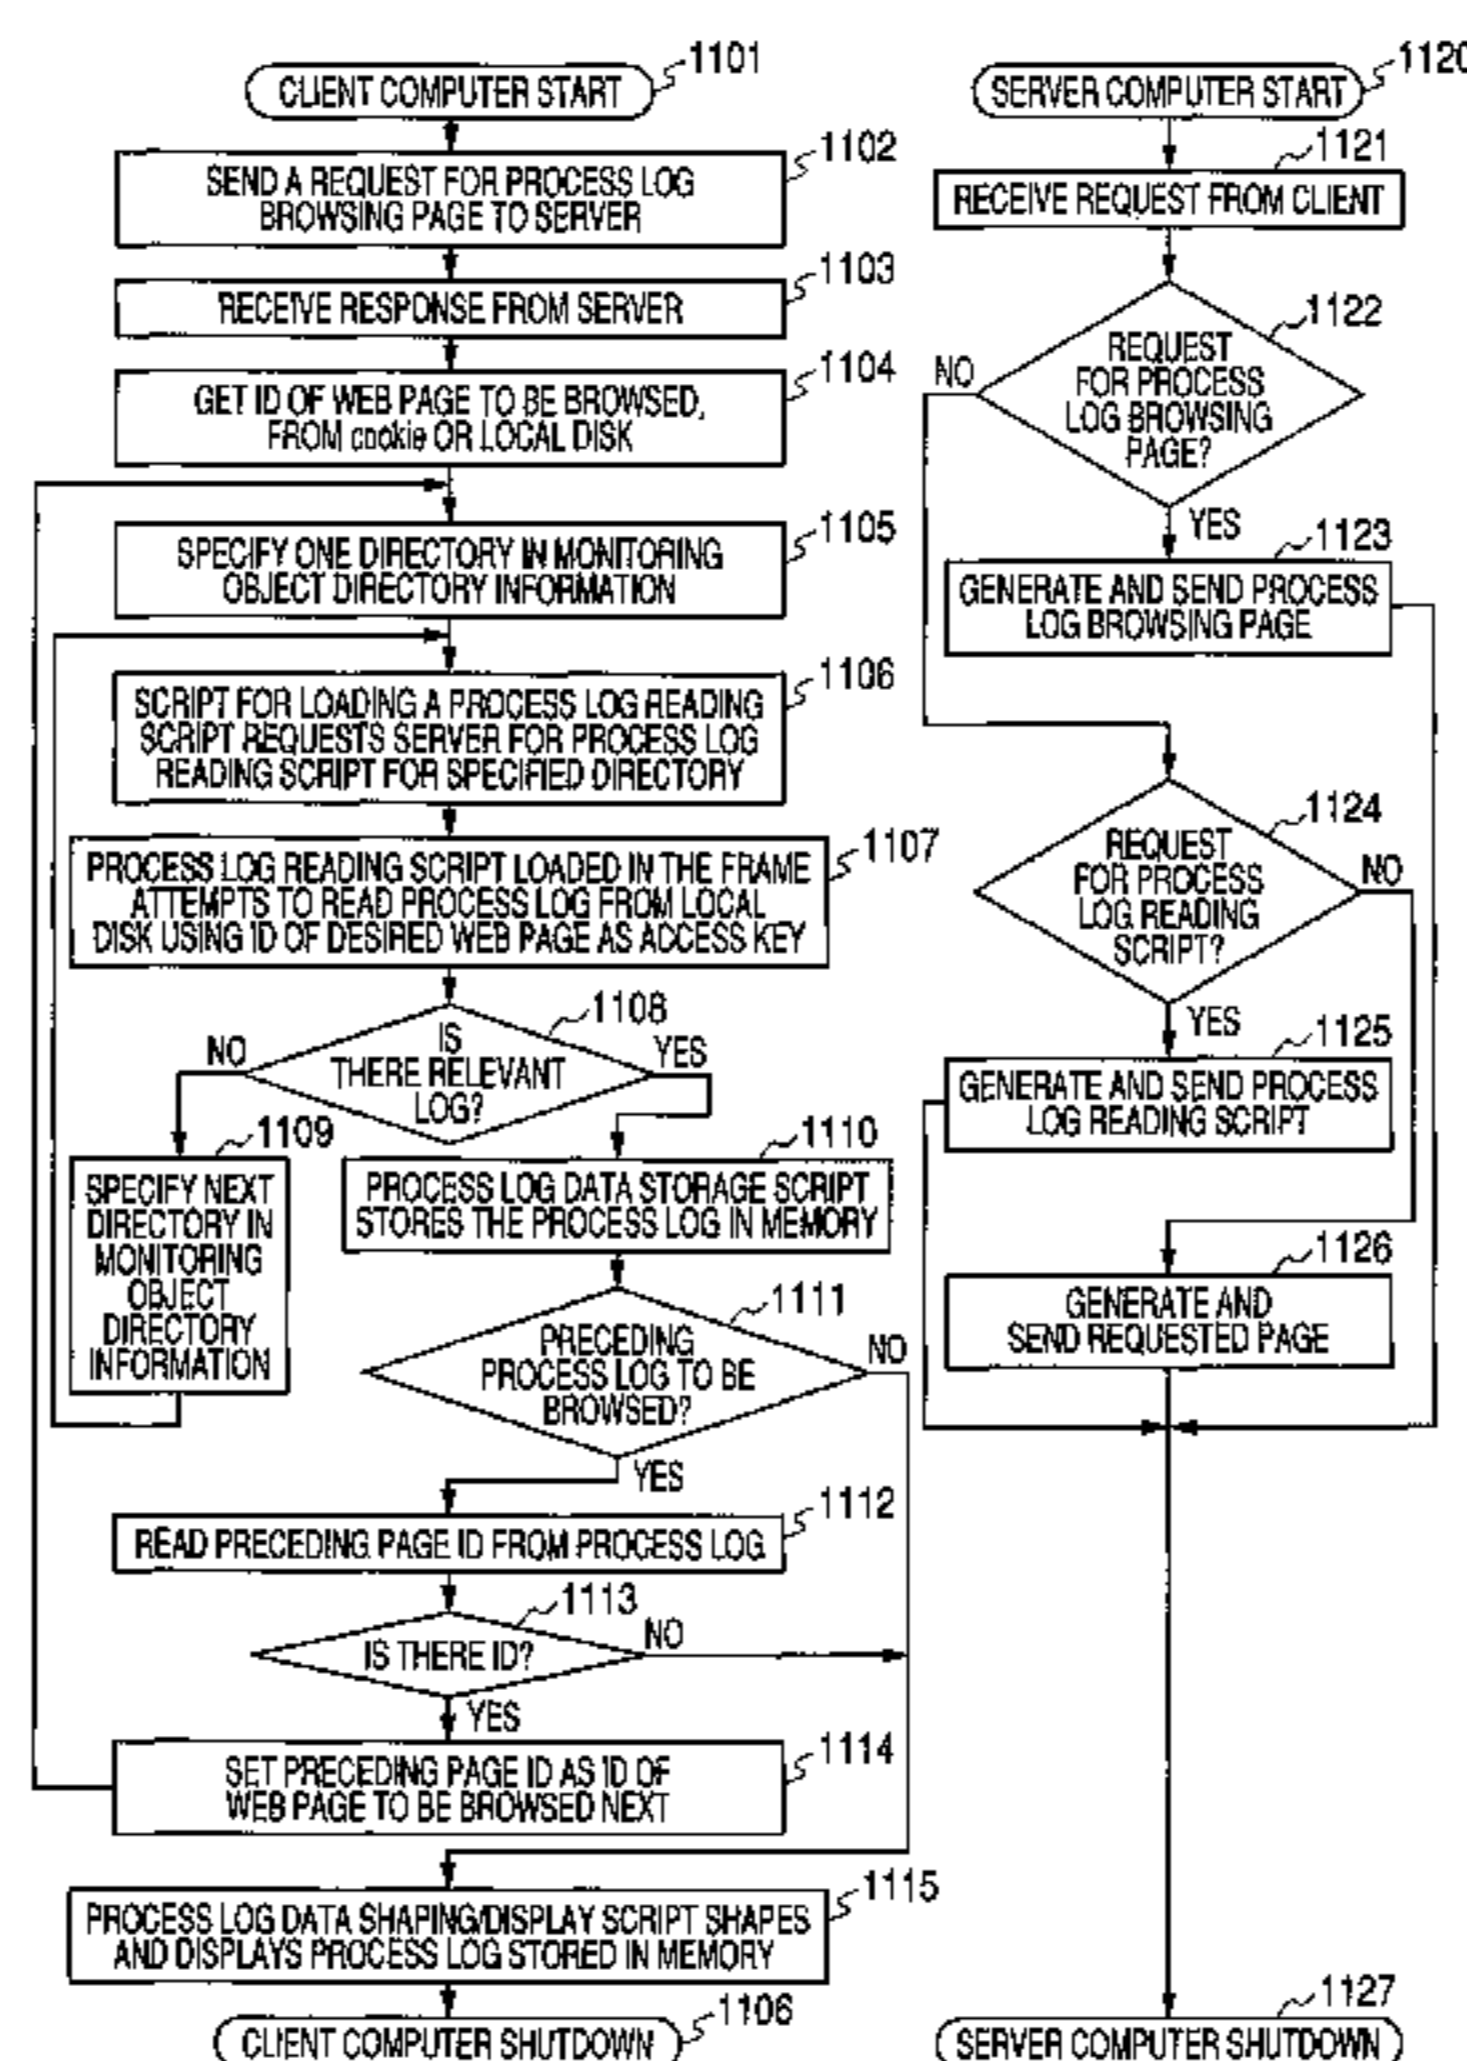 1101
CLIENT COMPUTER START
1102
SEND A REQUEST FOR PROCESS LOG
BROWSING PAGE TO SERVER
1103
RECEIVE RESPONSE FROM SERVER
1104
GET ID OF WEB PAGE TO BE BROWSED,
FROM cookie OR LOCAL DISK
1105
SPECIFY ONE DIRECTORY IN MONITORING
OBJECT DIRECTORY INFORMATION
1106
SCRIPT FOR LOADING A PROCESS LOG READING
SCRIPT REQUESTS SERVER FOR PROCESS LOG
READING SCRIPT FOR SPECIFIED DIRECTORY
1107
PROCESS LOG READING SCRIPT LOADED IN THE FRAME
ATTEMPTS TO READ PROCESS LOG FROM LOCAL
DISK USING ID OF DESIRED WEB PAGE AS ACCESS KEY
1108
IS
THERE RELEVANT
LOG?
NO
YES
1109
SPECIFY NEXT
DIRECTORY IN
MONITORING
OBJECT
DIRECTORY
INFORMATION
1110
PROCESS LOG DATA STORAGE SCRIPT
STORES THE PROCESS LOG IN MEMORY
1111
PRECEDING
PROCESS LOG TO BE
BROWSED?
NO
YES
1112
READ PRECEDING PAGE ID FROM PROCESS LOG
1113
IS THERE ID?
NO
YES
1114
SET PRECEDING PAGE ID AS ID OF
WEB PAGE TO BE BROWSED NEXT
1115
PROCESS LOG DATA SHAPING/DISPLAY SCRIPT SHAPES
AND DISPLAYS PROCESS LOG STORED IN MEMORY
1106
CLIENT COMPUTER SHUTDOWN
1120
SERVER COMPUTER START
1121
RECEIVE REQUEST FROM CLIENT
1122
REQUEST
FOR PROCESS
LOG BROWSING
PAGE?
NO
YES
1123
GENERATE AND SEND PROCESS
LOG BROWSING PAGE
1124
REQUEST
FOR PROCESS
LOG READING
SCRIPT?
NO
YES
1125
GENERATE AND SEND PROCESS
LOG READING SCRIPT
1126
GENERATE AND
SEND REQUESTED PAGE
1127
SERVER COMPUTER SHUTDOWN